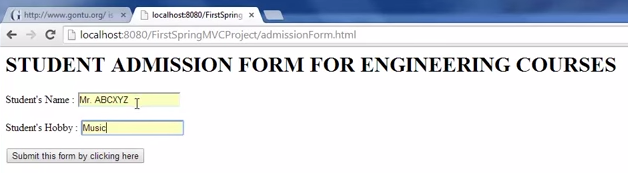 http://www.gontu.org/ is
localhost:8080/FirstSpring
localhost:8080/FirstSpringMVCProject/admissionForm.html
STUDENT ADMISSION FORM FOR ENGINEERING COURSES
Student's Name : Mr. ABCXYZ
Student's Hobby : Music
Submit this form by clicking here